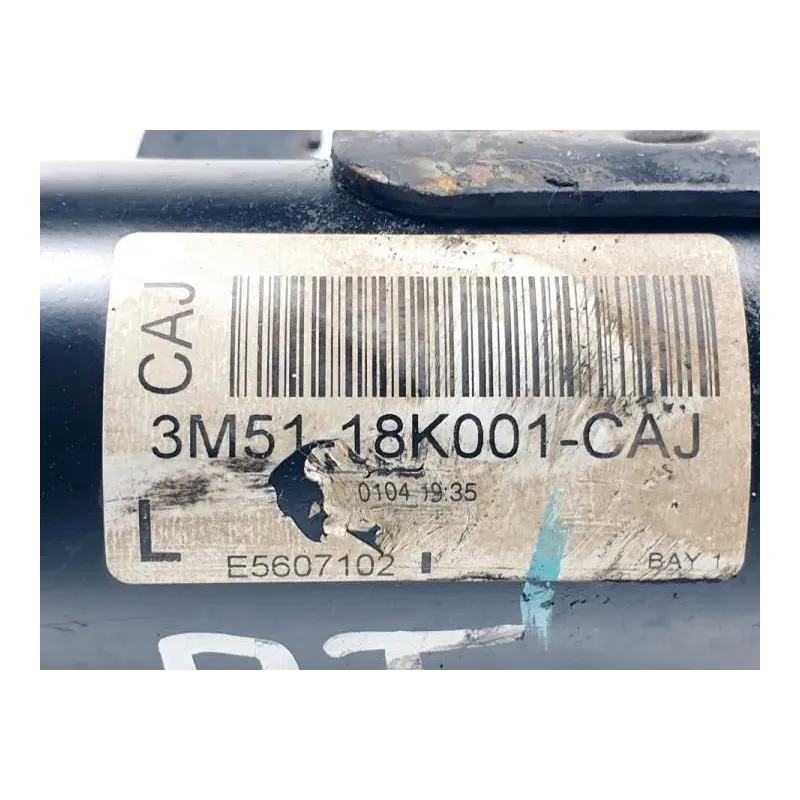 CAJ
3M51-18K001-CAJ
0104 19:35
L
E5607102
BAY 1